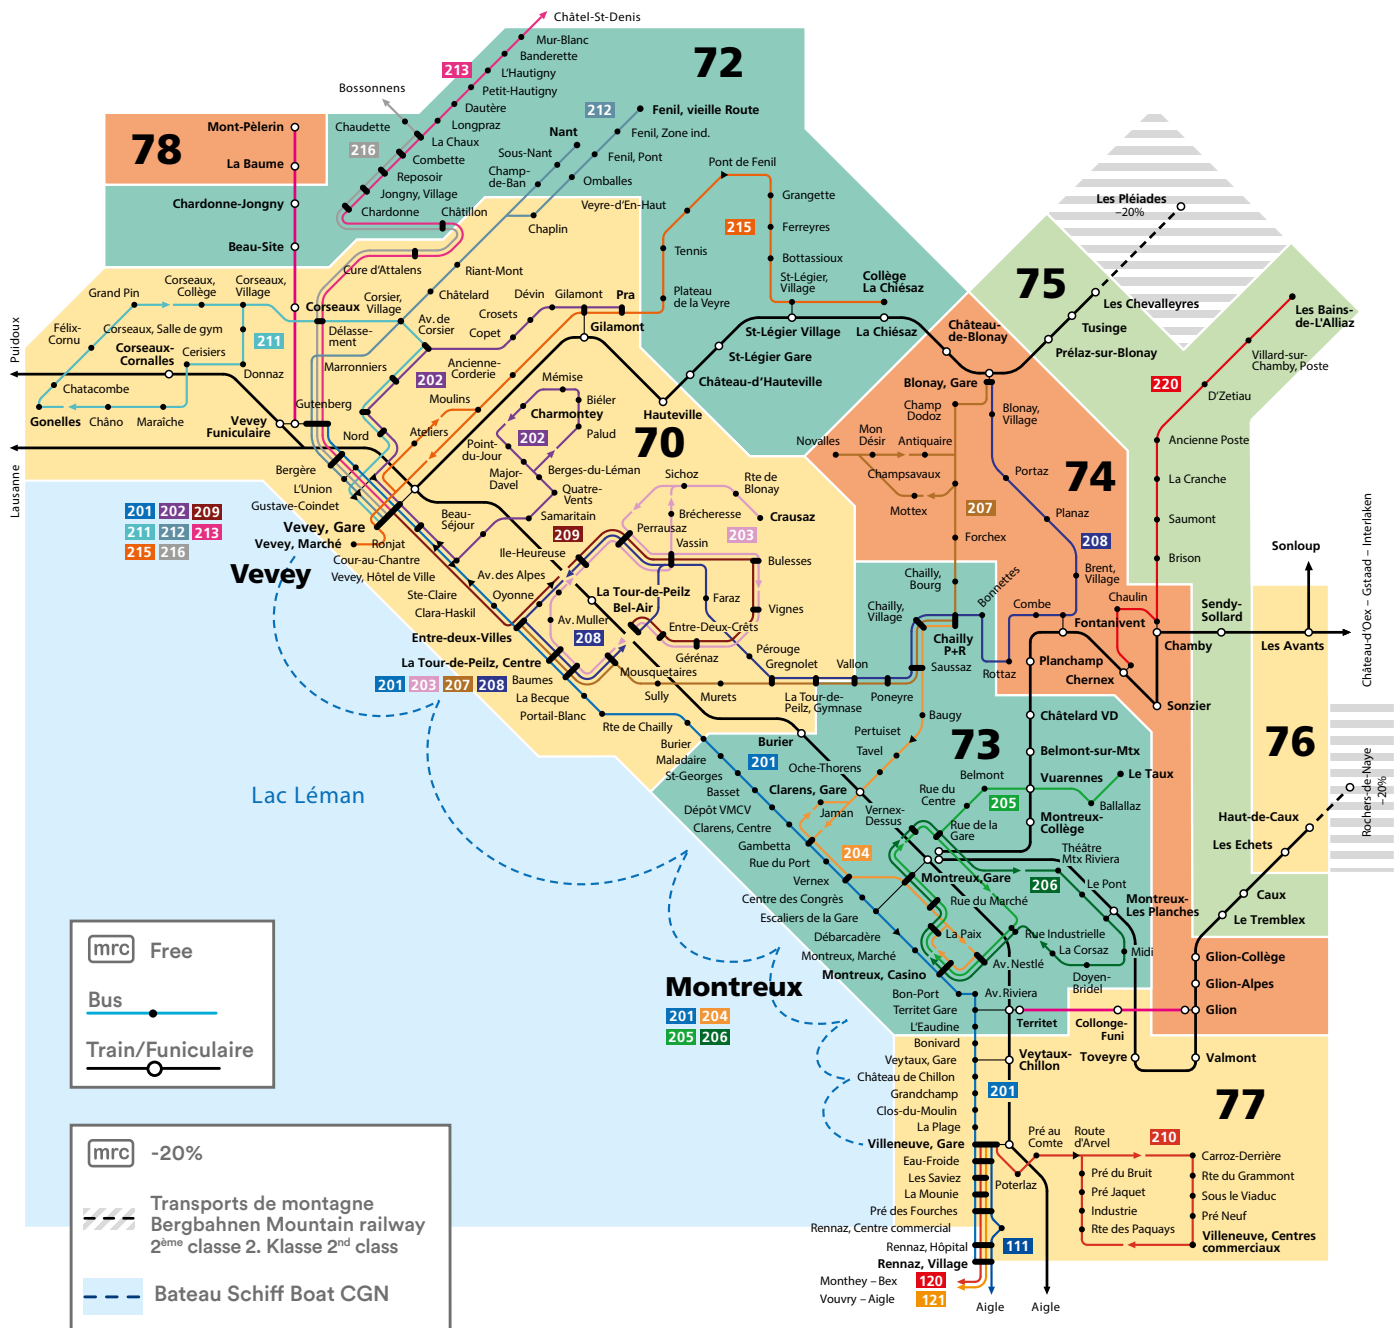 Châtel-St-Denis
Mur-Blanc
Banderette
L'Hautigny
Petit-Hautigny
Dautère
Longpraz
La Chaux
Combette
Reposoir
Jongny, Village
Chardonne
Châtillon
213
72
Bossonnens
Chaudette
216
212
Fenil, vieille Route
Fenil, Zone ind.
Fenil, Pont
Omballes
Nant
Sous-Nant
Champ-
de-Ban
Chaplin
78
Mont-Pèlerin
La Baume
Chardonne-Jongny
Beau-Site
Corseaux
Pont de Fenil
Grangette
Ferreyres
Bottassioux
Veyre-d'En-Haut
Tennis
Plateau
de la Veyre
215
St-Légier,
Village
Collège
La Chiésaz
Les Pléiades
–20%
75
Les Chevalleyres
Tusinge
Prélaz-sur-Blonay
Château-
de-Blonay
Les Bains-
de-L'Alliaz
Villard-sur-
Chamby, Poste
D'Zetiau
220
Ancienne Poste
La Cranche
Saumont
Brison
Cure d'Attalens
Riant-Mont
Châtelard
Corsier,
Village
Av. de
Corsier
Délasse-
ment
Marronniers
Grand Pin
Corseaux,
Collège
Corseaux,
Village
Félix-
Cornu
Corseaux, Salle de gym
Corseaux-
Cornalles
Cerisiers
211
Donnaz
Chatacombe
Gonelles
Châno
Maraîche
Puidoux
Lausanne
Vevey
Funiculaire
Gutenberg
Nord
Bergère
L'Union
Gustave-Coindet
Vevey, Gare
Vevey, Marché
Ronjat
Cour-au-Chantre
Vevey, Hôtel de Ville
Ste-Claire
Clara-Haskil
Entre-deux-Villes
Dévin
Gilamont
Pra
Crosets
Copet
Gilamont
Ancienne-
Corderie
Moulins
Ateliers
202
Mémise
Charmontey
Biéler
Palud
202
Point-
du-Jour
Major-
Davel
Berges-du-Léman
Quatre-
Vents
Samaritain
Beau-
Séjour
Hauteville
70
Château-d'Hauteville
St-Légier Gare
St-Légier Village
La Chiésaz
Blonay, Gare
Champ
Dodoz
Blonay,
Village
Novalles
Mon
Désir
Antiquaire
Champsavaux
Mottex
207
Forchex
Portaz
Planaz
208
74
Brent,
Village
Chailly,
Bourg
Chailly,
Village
Chailly
P+R
Bonnettes
Combe
Rottaz
Saussaz
Fontanivent
Chaulin
Planchamp
Chernex
Chamby
Sonzier
Sendy-
Sollard
Sonloup
Les Avants
Château-d'Oex – Gstaad – Interlaken
Sichoz
Rte de
Blonay
Brécheresse
Crausaz
203
Perrausaz
Vassin
209
Ile-Heureuse
Bulesses
Av. des Alpes
Oyonne
La Tour-de-Peilz
Bel-Air
Av. Muller
208
Faraz
Vignes
Entre-Deux-Crêts
Gérénaz
Pérouge
Gregnolet
Vallon
La Tour-de-
Peilz, Gymnase
Poneyre
Mousquetaires
Sully
Murets
La Tour-de-Peilz, Centre
201 203 207 208
Baumes
La Becque
Portail-Blanc
Rte de Chailly
201 202 209
211 212 213
215 216
Vevey
Lac Léman
Burier
Burier
Maladaire
St-Georges
Basset
Dépôt VMCV
Clarens, Centre
Gambetta
Rue du Port
Vernex
Centre des Congrès
Escaliers de la Gare
Débarcadère
Montreux, Marché
Montreux, Casino
Bon-Port
Territet Gare
L'Eaudine
Bonivard
Veytaux, Gare
Château de Chillon
Grandchamp
Clos-du-Moulin
La Plage
Villeneuve, Gare
Eau-Froide
Les Saviez
La Mounie
Pré des Fourches
Rennaz, Centre commercial
Rennaz, Hôpital
Rennaz, Village
Monthey – Bex
120
Vouvry – Aigle
121
Aigle
Aigle
111
201
73
Baugy
Pertuiset
Tavel
Oche-Thorens
Clarens, Gare
Jaman
Vernex-
Dessus
204
Belmont
Rue du
Centre
205
Vuarennes
Le Taux
Ballallaz
Châtelard VD
Belmont-sur-Mtx
Montreux-
Collège
Rue de la
Gare
Théâtre
Mtx Riviera
Montreux, Gare
206
Le Pont
Montreux-
Les Planches
Rue du Marché
La Paix
Rue Industrielle
La Corsaz
Midi
Doyen-
Bridel
Av. Nestlé
Av. Riviera
Montreux
201 204
205 206
Territet
Collonge-
Funi
Glion
Glion-Alpes
Glion-Collège
Le Tremblex
Caux
Les Echets
Haut-de-Caux
76
Rochers-de-Naye
–20%
Veytaux-
Chillon
Toveyre
Valmont
201
77
Pré au
Comte
Route
d'Arvel
210
Poterlaz
Pré du Bruit
Pré Jaquet
Industrie
Rte des Paquays
Carroz-Derrière
Rte du Grammont
Sous le Viaduc
Pré Neuf
Villeneuve, Centres
commerciaux
mrc Free
Bus
Train/Funiculaire
mrc -20%
Transports de montagne
Bergbahnen Mountain railway
2ème classe 2. Klasse 2nd class
Bateau Schiff Boat CGN